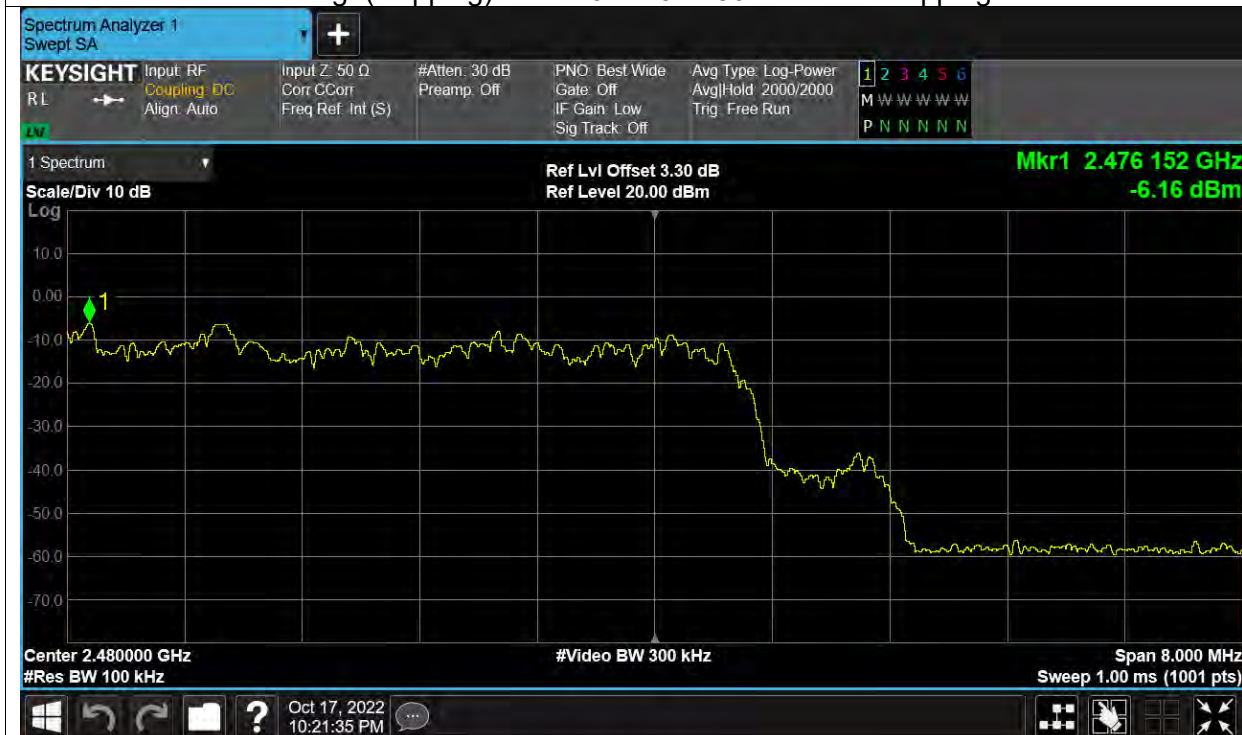 Spectrum Analyzer 1
Swept SA
+
KEYSIGHT
RL
Input: RF
Coupling: DC
Align: Auto
Input Z: 50 Ω
Corr CCorr
Freq Ref: Int (S)
#Atten: 30 dB
Preamp: Off
PNO: Best Wide
Gate: Off
IF Gain: Low
Sig Track: Off
Avg Type: Log-Power
Avg|Hold: 2000/2000
Trig: Free Run
1 2 3 4 5 6
M W W W W W
P N N N N N
1 Spectrum
Scale/Div 10 dB
Ref Lvl Offset 3.30 dB
Ref Level 20.00 dBm
Mkr1 2.476 152 GHz
-6.16 dBm
Log
10.0
0.00
1
-10.0
-20.0
-30.0
-40.0
-50.0
-60.0
-70.0
Center 2.480000 GHz
#Res BW 100 kHz
#Video BW 300 kHz
Span 8.000 MHz
Sweep 1.00 ms (1001 pts)
?
Oct 17, 2022
10:21:35 PM